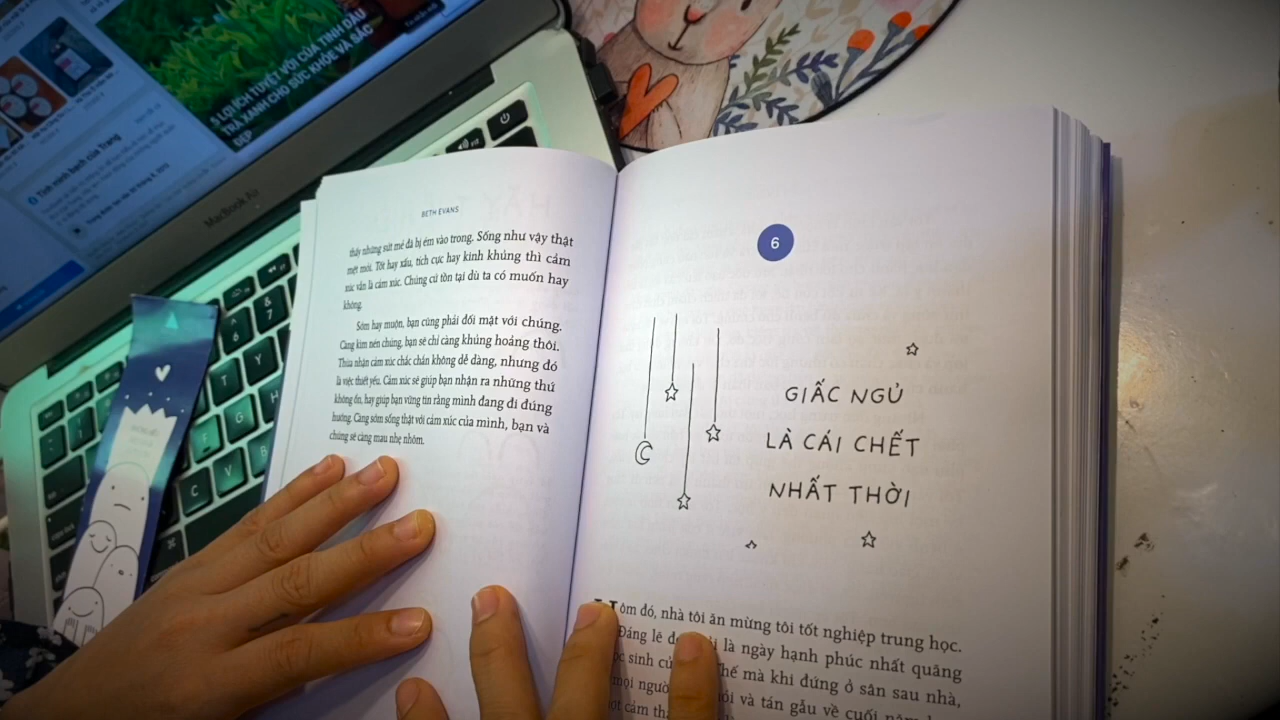 5 LỢI ÍCH TUYỆT VỜI CỦA TINH DẦU
TRÀ XANH CHO SỨC KHỎE VÀ SẮC
ĐẸP
Tính minh bạch của Trang
MacBook Air
BETH EVANS
thấy những sứt mẻ đã bị ém vào trong. Sống như vậy thật
mệt mỏi. Tốt hay xấu, tích cực hay kinh khủng thì cảm
xúc vẫn là cảm xúc. Chúng cứ tồn tại dù ta có muốn hay
không.
Sớm hay muộn, bạn cũng phải đối mặt với chúng.
Càng kìm nén chúng, bạn sẽ chỉ càng khủng hoảng thôi.
Thừa nhận cảm xúc chắc chắn không dễ dàng, nhưng đó
là việc thiết yếu. Cảm xúc sẽ giúp bạn nhận ra những thứ
không ổn, hay giúp bạn vững tin rằng mình đang đi đúng
hướng. Càng sớm sống thật với cảm xúc của mình, bạn và
chúng sẽ càng mau nhẹ nhõm.
6
GIẤC NGỦ
LÀ CÁI CHẾT
NHẤT THỜI
Hôm đó, nhà tôi ăn mừng tôi tốt nghiệp trung học.
Đáng lẽ là ngày hạnh phúc nhất quãng
sinh thế mà khi đứng ở sân sau nhà,
mọi và tán gẫu về cuối
cảm